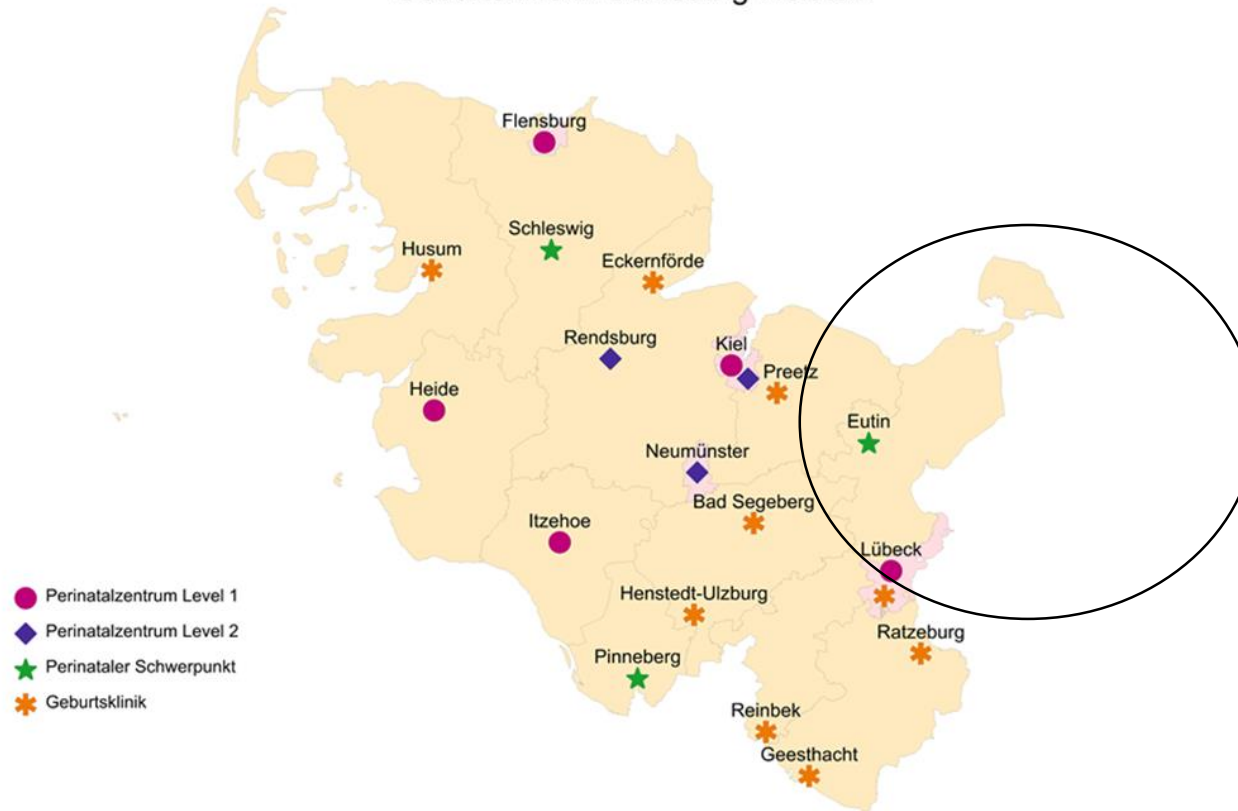 Flensburg
Schleswig
Husum
Eckernförde
Rendsburg
Kiel
Preetz
Heide
Eutin
Neumünster
Bad Segeberg
Itzehoe
Lübeck
Henstedt-Ulzburg
Ratzeburg
Pinneberg
Reinbek
Geesthacht
Perinatalzentrum Level 1
Perinatalzentrum Level 2
Perinataler Schwerpunkt
Geburtsklinik